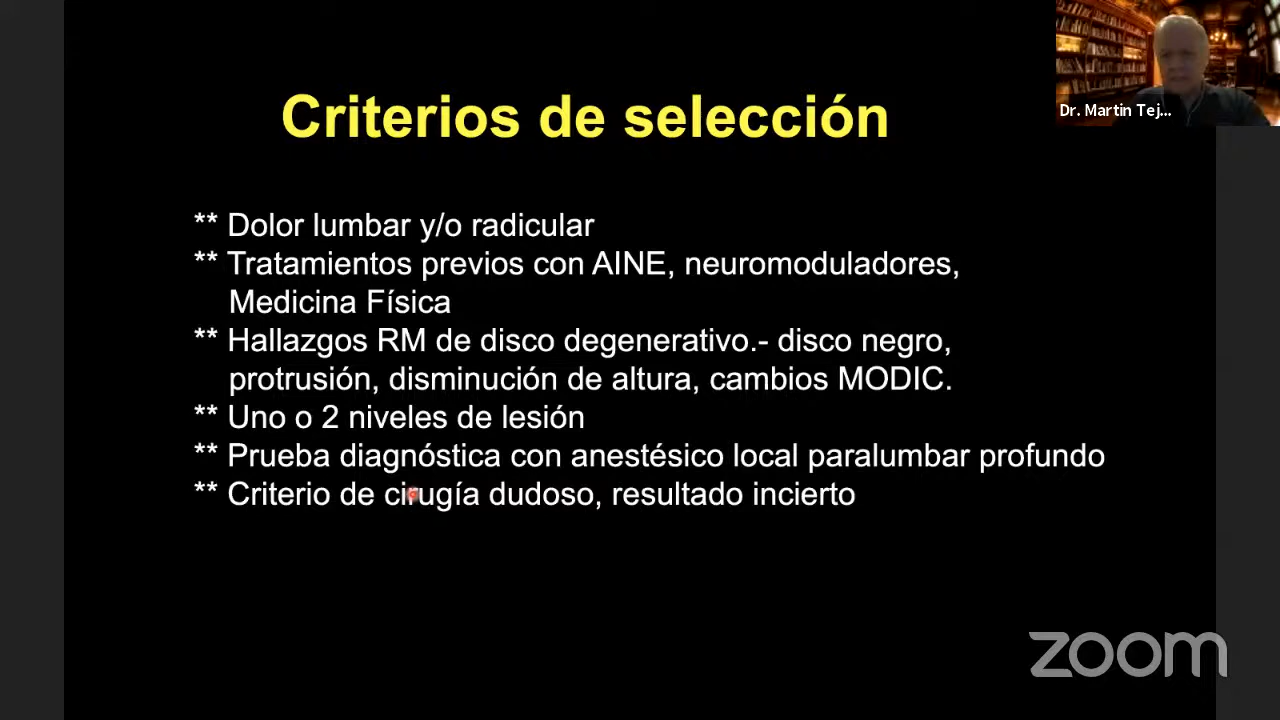 Criterios de selección
Dr. Martin Tej...
** Dolor lumbar y/o radicular
** Tratamientos previos con AINE, neuromoduladores,
Medicina Física
** Hallazgos RM de disco degenerativo.- disco negro,
protrusión, disminución de altura, cambios MODIC.
** Uno o 2 niveles de lesión
** Prueba diagnóstica con anestésico local paralumbar profundo
** Criterio de cirugía dudoso, resultado incierto
zoom